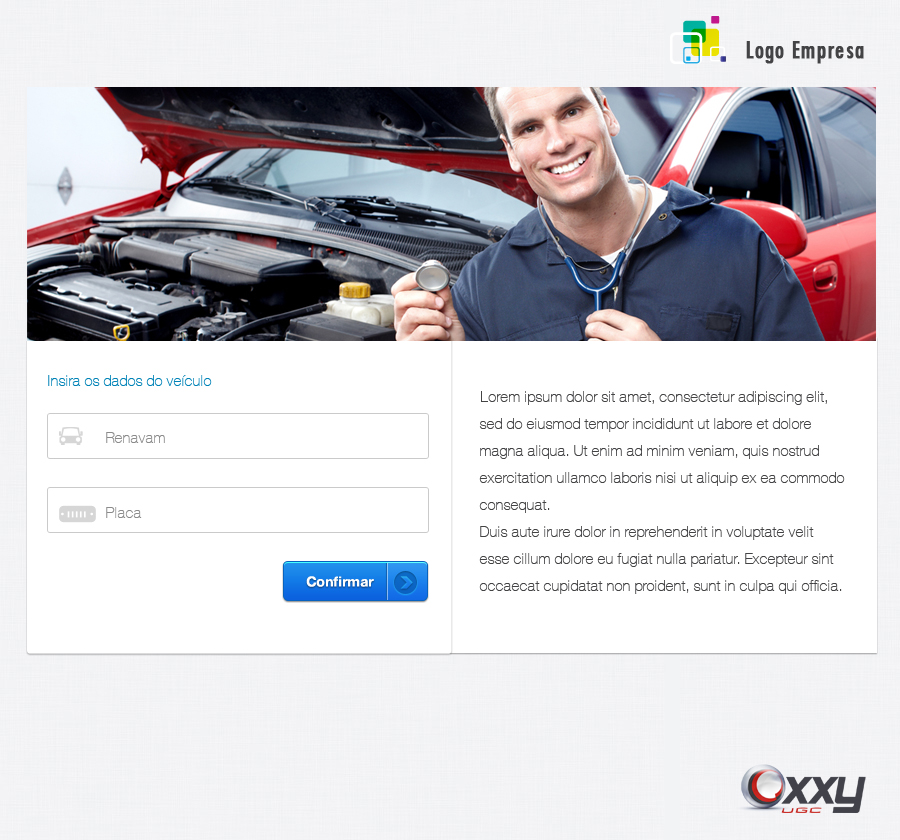 Logo Empresa
Insira os dados do veículo
Renavam
Placa
Confirmar
Lorem ipsum dolor sit amet, consectetur adipiscing elit,
sed do eiusmod tempor incididunt ut labore et dolore
magna aliqua. Ut enim ad minim veniam, quis nostrud
exercitation ullamco laboris nisi ut aliquip ex ea commodo
consequat.
Duis aute irure dolor in reprehenderit in voluptate velit
esse cillum dolore eu fugiat nulla pariatur. Excepteur sint
occaecat cupidatat non proident, sunt in culpa qui officia.
Oxxy
UGC